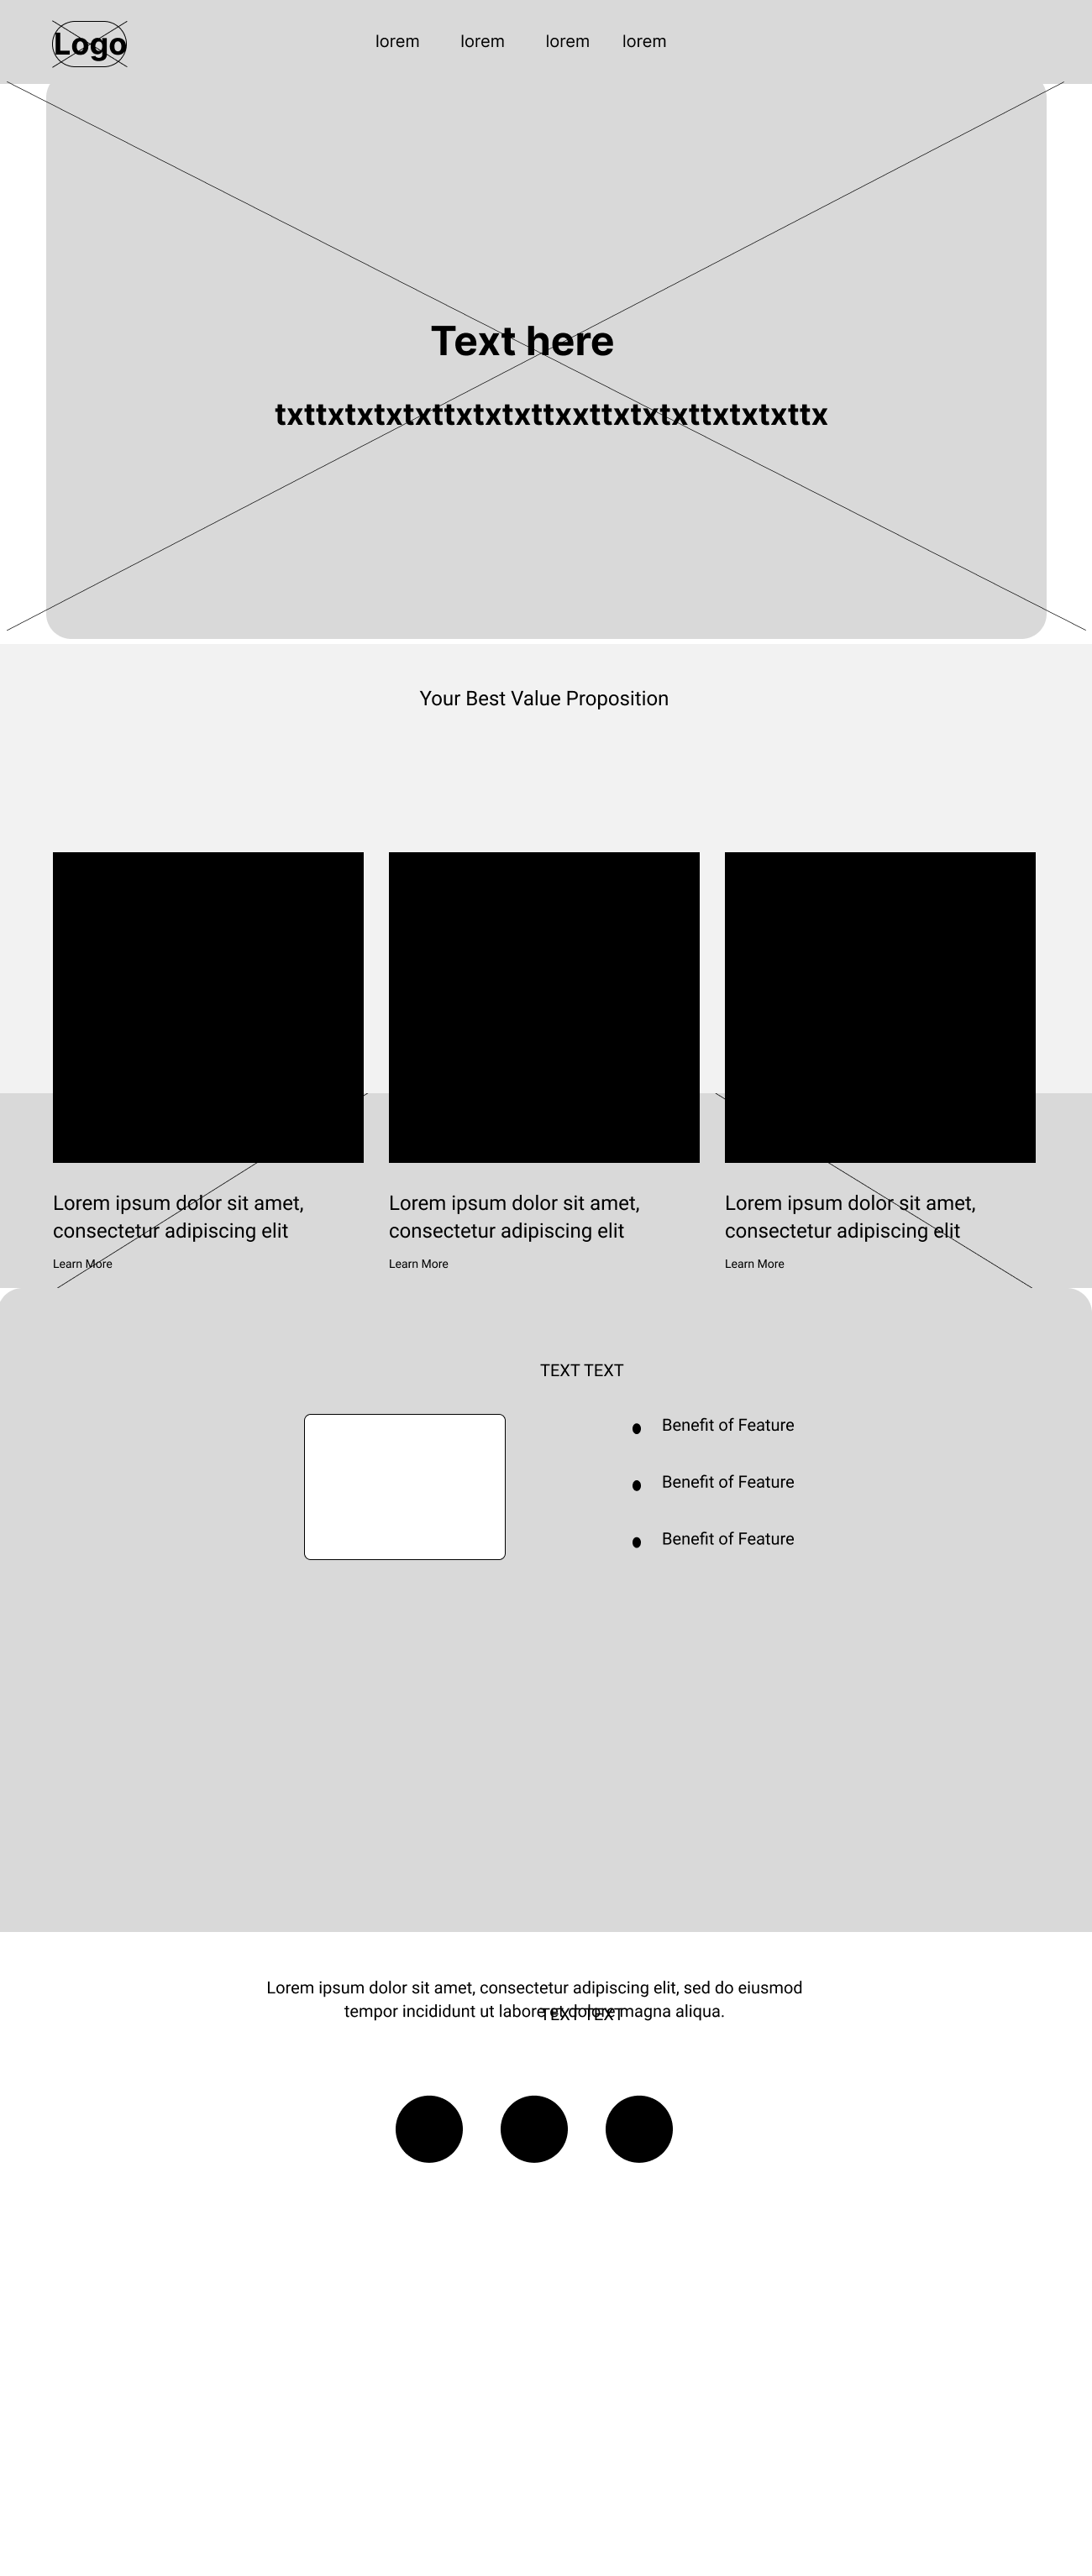 Logo
lorem lorem lorem lorem
Text here
txttxtxtxtxttxtxtxttxxttxtxtxttxtxtxttx
Your Best Value Proposition
Lorem ipsum dolor sit amet,
consectetur adipiscing elit
Learn More
Lorem ipsum dolor sit amet,
consectetur adipiscing elit
Learn More
Lorem ipsum dolor sit amet,
consectetur adipiscing elit
Learn More
TEXT TEXT
Benefit of Feature
Benefit of Feature
Benefit of Feature
Lorem ipsum dolor sit amet, consectetur adipiscing elit, sed do eiusmod
tempor incididunt ut labore et dolore magna aliqua.
TEXT TEXT